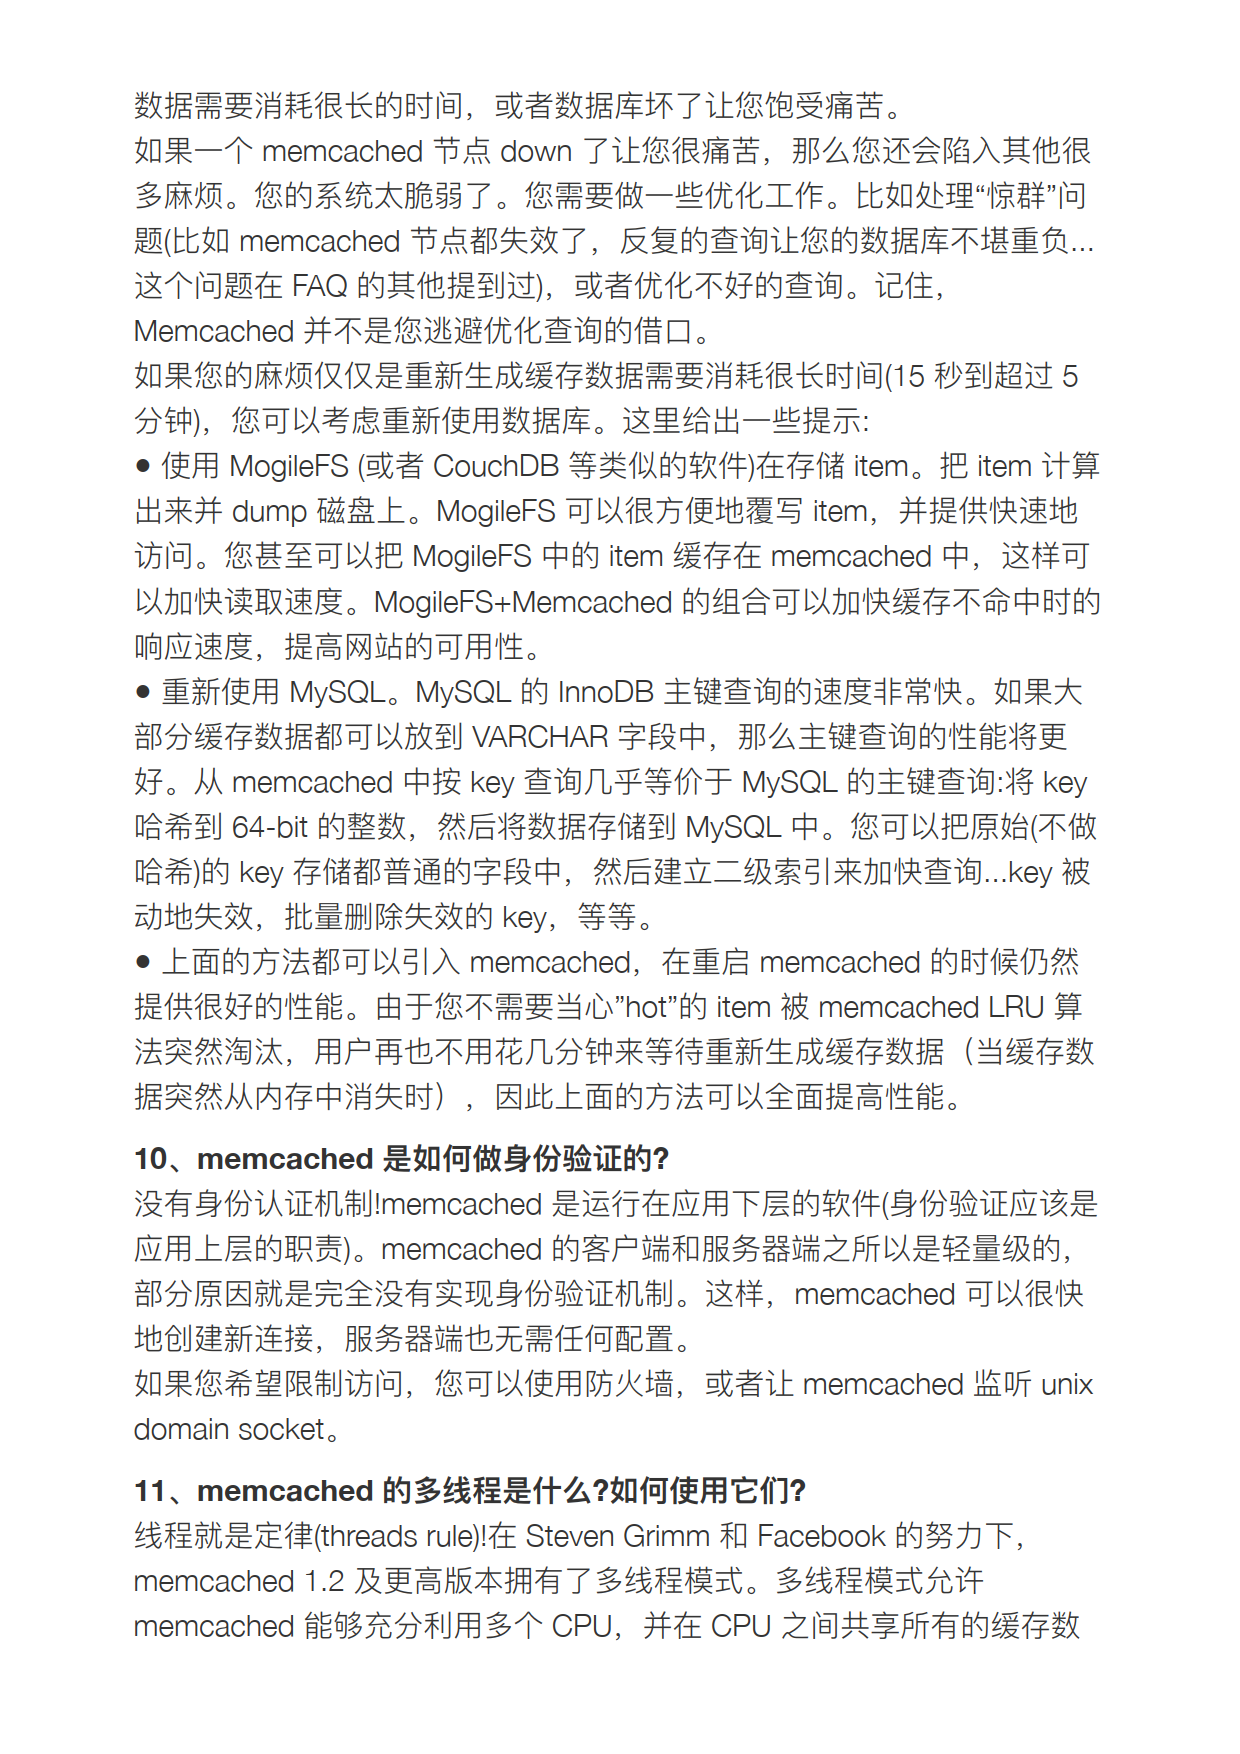 数据需要消耗很长的时间，或者数据库坏了让您饱受痛苦。
如果一个 memcached 节点 down 了让您很痛苦，那么您还会陷入其他很
多麻烦。您的系统太脆弱了。您需要做一些优化工作。比如处理“惊群”问
题(比如 memcached 节点都失效了，反复的查询让您的数据库不堪重负...
这个问题在 FAQ 的其他提到过)，或者优化不好的查询。记住，
Memcached 并不是您逃避优化查询的借口。
如果您的麻烦仅仅是重新生成缓存数据需要消耗很长时间(15 秒到超过 5
分钟)，您可以考虑重新使用数据库。这里给出一些提示:
● 使用 MogileFS (或者 CouchDB 等类似的软件)在存储 item。把 item 计算
出来并 dump 磁盘上。MogileFS 可以很方便地覆写 item，并提供快速地
访问。您甚至可以把 MogileFS 中的 item 缓存在 memcached 中，这样可
以加快读取速度。MogileFS+Memcached 的组合可以加快缓存不命中时的
响应速度，提高网站的可用性。
● 重新使用 MySQL。MySQL 的 InnoDB 主键查询的速度非常快。如果大
部分缓存数据都可以放到 VARCHAR 字段中，那么主键查询的性能将更
好。从 memcached 中按 key 查询几乎等价于 MySQL 的主键查询:将 key
哈希到 64-bit 的整数，然后将数据存储到 MySQL 中。您可以把原始(不做
哈希)的 key 存储都普通的字段中，然后建立二级索引来加快查询...key 被
动地失效，批量删除失效的 key，等等。
● 上面的方法都可以引入 memcached，在重启 memcached 的时候仍然
提供很好的性能。由于您不需要当心”hot”的 item 被 memcached LRU 算
法突然淘汰，用户再也不用花几分钟来等待重新生成缓存数据（当缓存数
据突然从内存中消失时），因此上面的方法可以全面提高性能。
10、memcached 是如何做身份验证的?
没有身份认证机制!memcached 是运行在应用下层的软件(身份验证应该是
应用上层的职责)。memcached 的客户端和服务器端之所以是轻量级的，
部分原因就是完全没有实现身份验证机制。这样，memcached 可以很快
地创建新连接，服务器端也无需任何配置。
如果您希望限制访问，您可以使用防火墙，或者让 memcached 监听 unix
domain socket。
11、memcached 的多线程是什么?如何使用它们?
线程就是定律(threads rule)!在 Steven Grimm 和 Facebook 的努力下，
memcached 1.2 及更高版本拥有了多线程模式。多线程模式允许
memcached 能够充分利用多个 CPU，并在 CPU 之间共享所有的缓存数